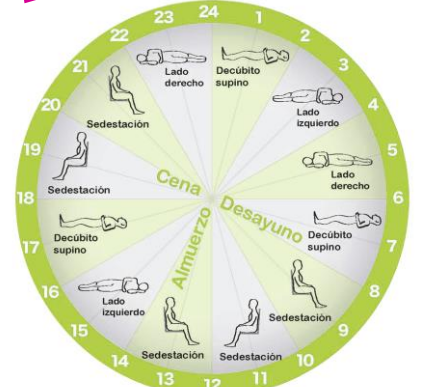 24
1
2
3
4
5
6
7
8
9
10
11
12
13
14
15
16
17
18
19
20
21
22
23
Decúbito
supino
Lado
izquierdo
Lado
derecho
Decúbito
supino
Sedestación
Sedestación
Sedestación
Lado
izquierdo
Decúbito
supino
Sedestación
Sedestación
Lado
derecho
Desayuno
Almuerzo
Cena